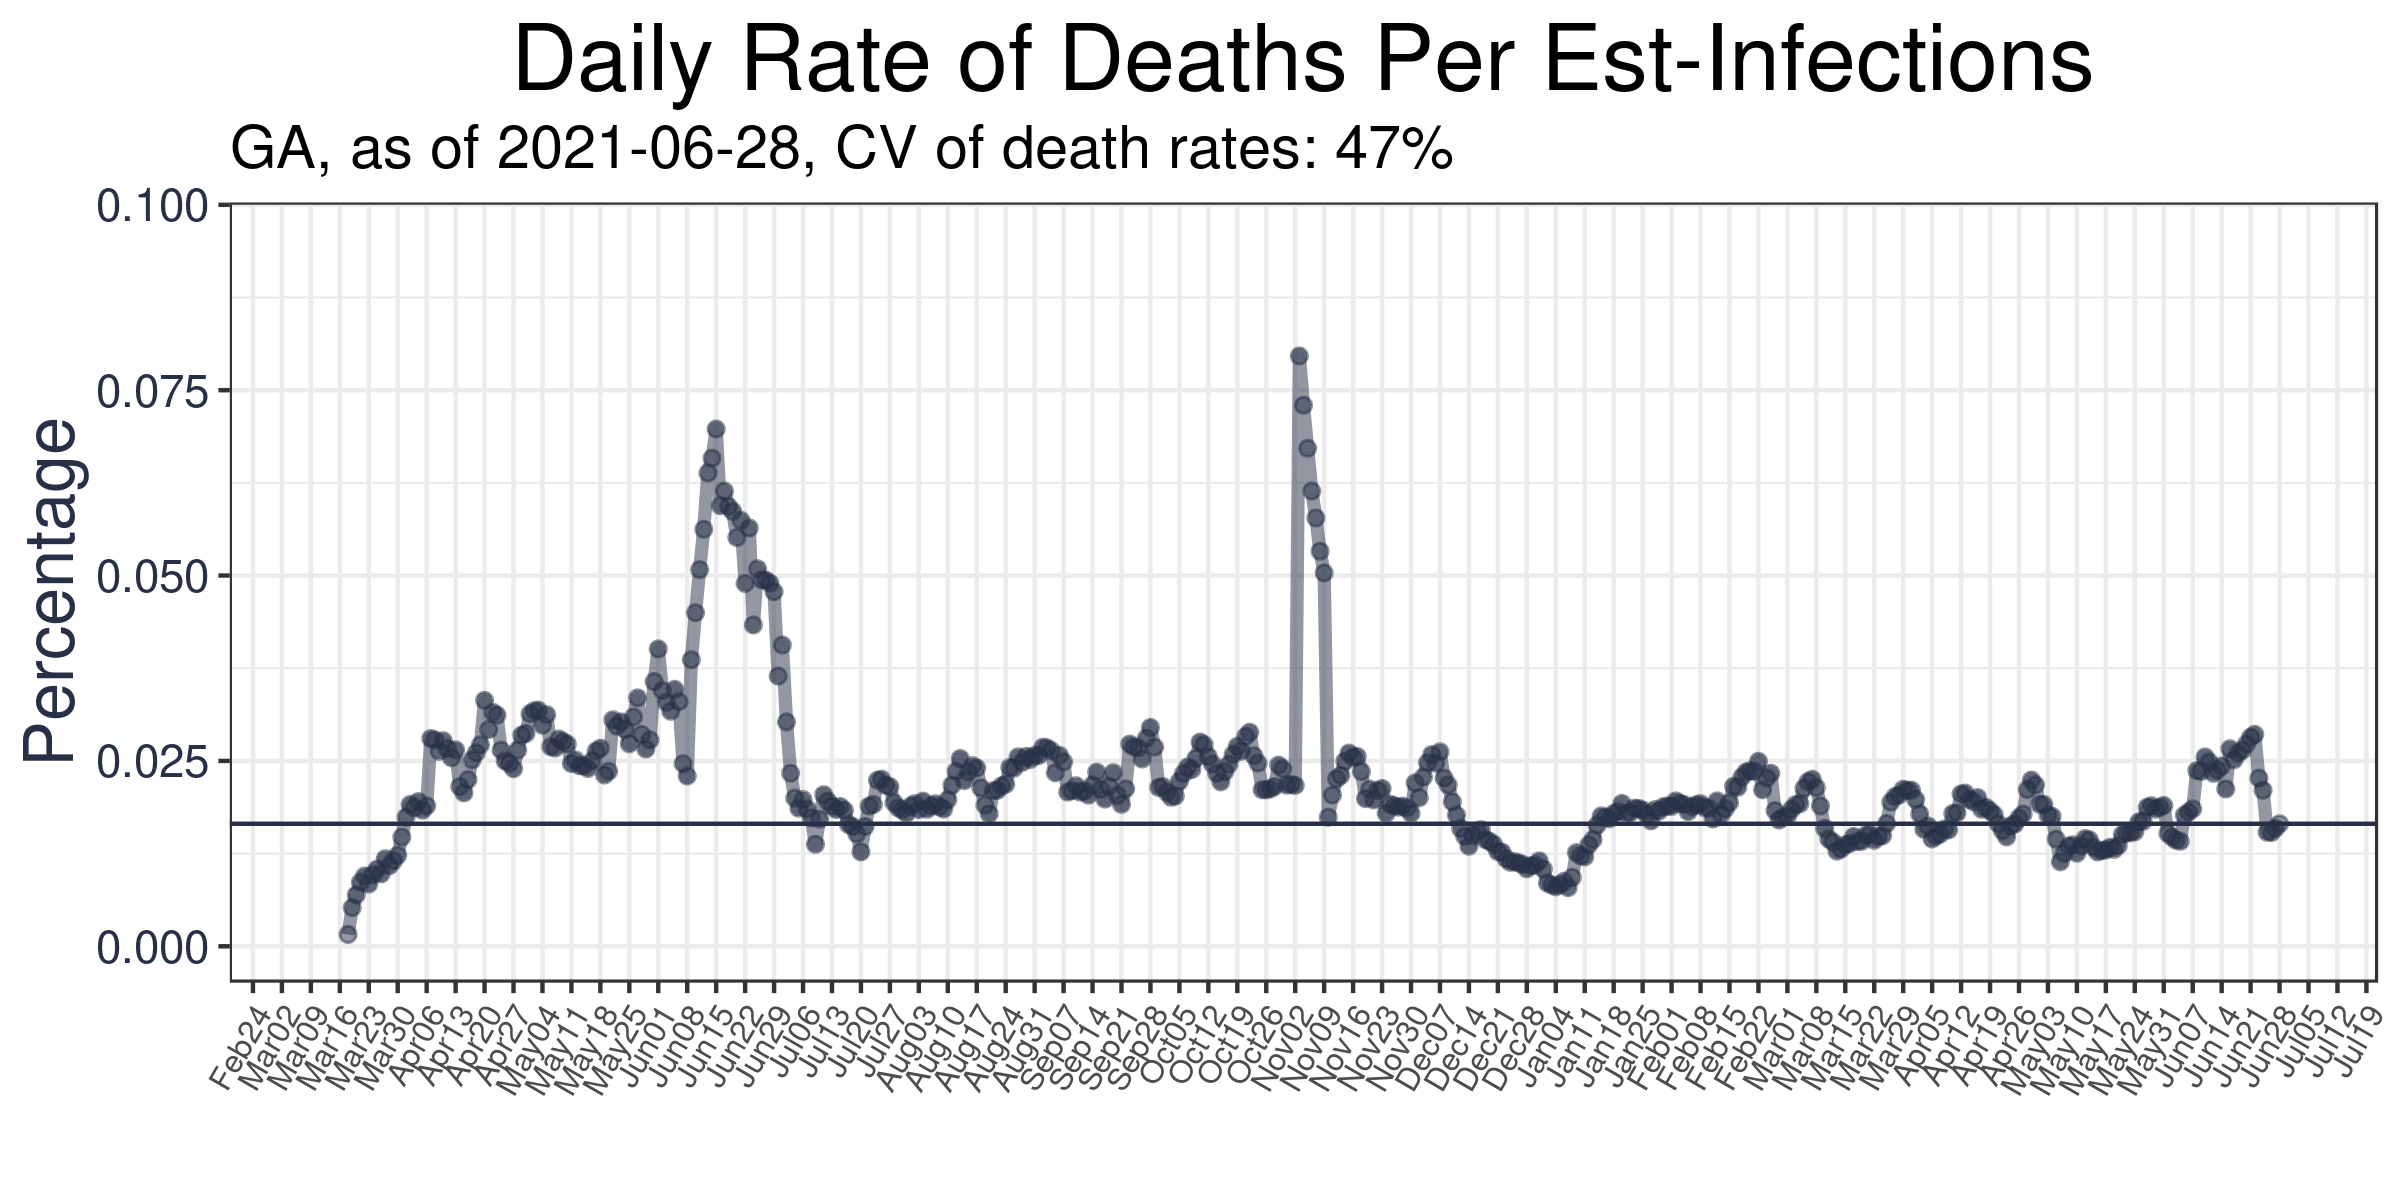 Daily Rate of Deaths Per Est-Infections
GA, as of 2021-06-28, CV of death rates: 47%
Percentage
0.100
0.075
0.050
0.025
0.000
Feb24
Mar02
Mar09
Mar16
Mar23
Mar30
Apr06
Apr13
Apr20
Apr27
May04
May11
May18
May25
Jun01
Jun08
Jun15
Jun22
Jun29
Jul06
Jul13
Jul20
Jul27
Aug03
Aug10
Aug17
Aug24
Aug31
Sep07
Sep14
Sep21
Sep28
Oct05
Oct12
Oct19
Oct26
Nov02
Nov09
Nov16
Nov23
Nov30
Dec07
Dec14
Dec21
Dec28
Jan04
Jan11
Jan18
Jan25
Feb01
Feb08
Feb15
Feb22
Mar01
Mar08
Mar15
Mar22
Mar29
Apr05
Apr12
Apr19
Apr26
May03
May10
May17
May24
May31
Jun07
Jun14
Jun21
Jun28
Jul05
Jul12
Jul19